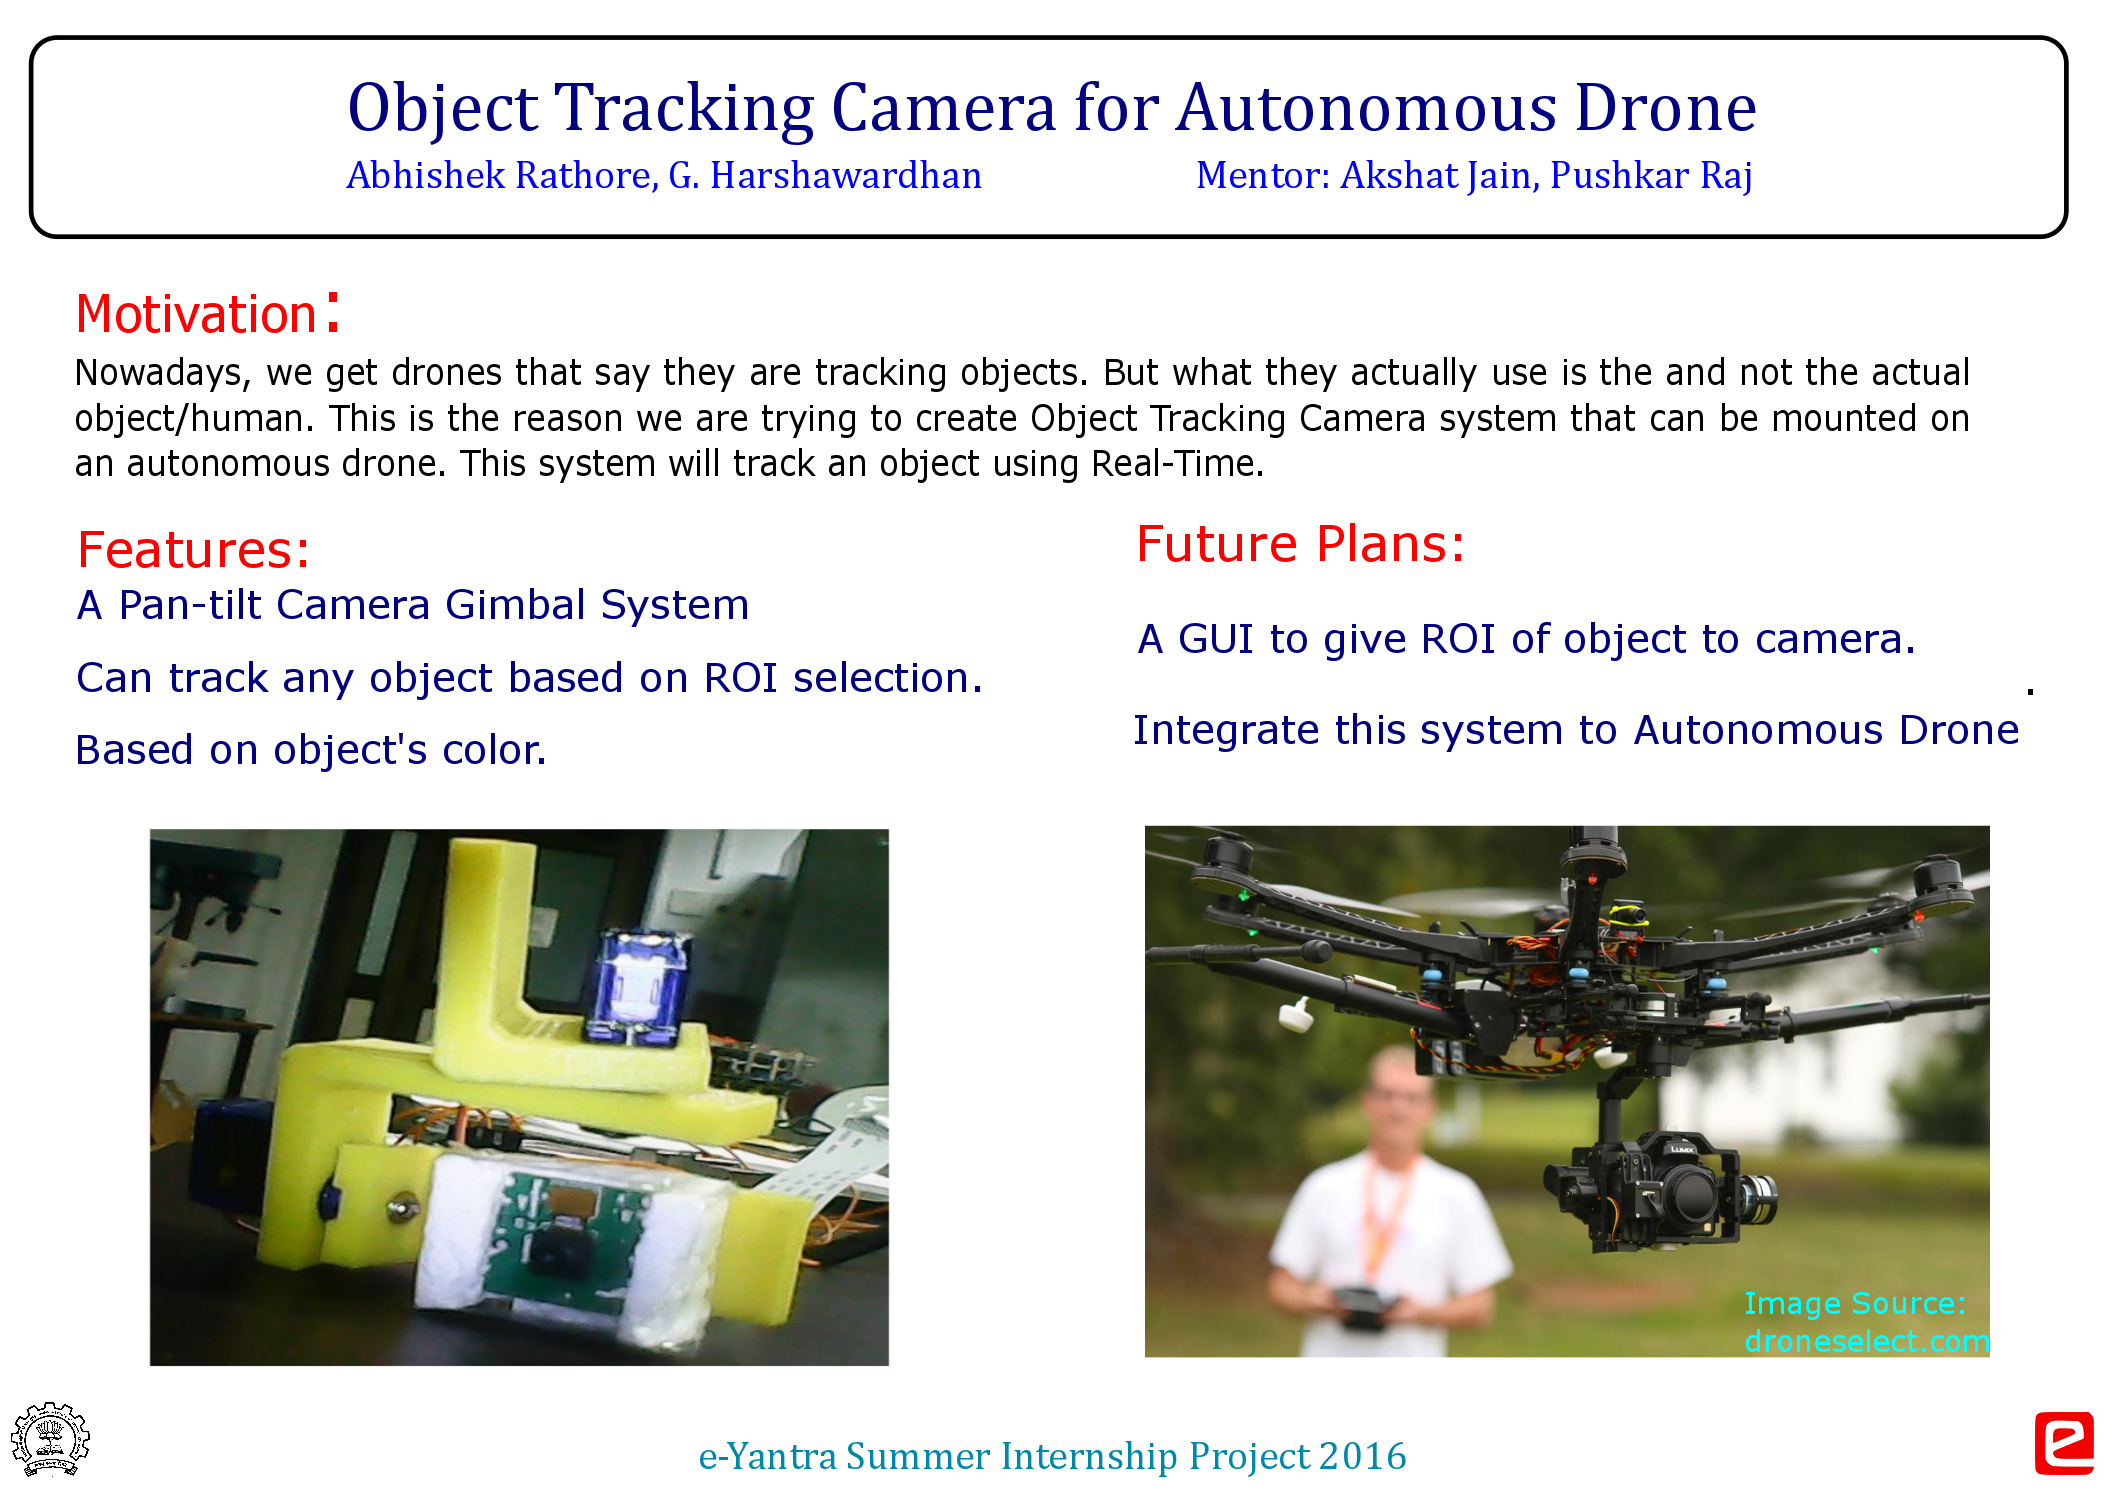 Object Tracking Camera for Autonomous Drone
Abhishek Rathore, G. Harshawardhan Mentor: Akshat Jain, Pushkar Raj
Motivation:
Nowadays, we get drones that say they are tracking objects. But what they actually use is the and not the actual
object/human. This is the reason we are trying to create Object Tracking Camera system that can be mounted on
an autonomous drone. This system will track an object using Real-Time.
Features:
A Pan-tilt Camera Gimbal System
Can track any object based on ROI selection.
Based on object's color.
Future Plans:
A GUI to give ROI of object to camera.
.
Integrate this system to Autonomous Drone
LUMIX
Image Source:
droneselect.com
e-Yantra Summer Internship Project 2016
e